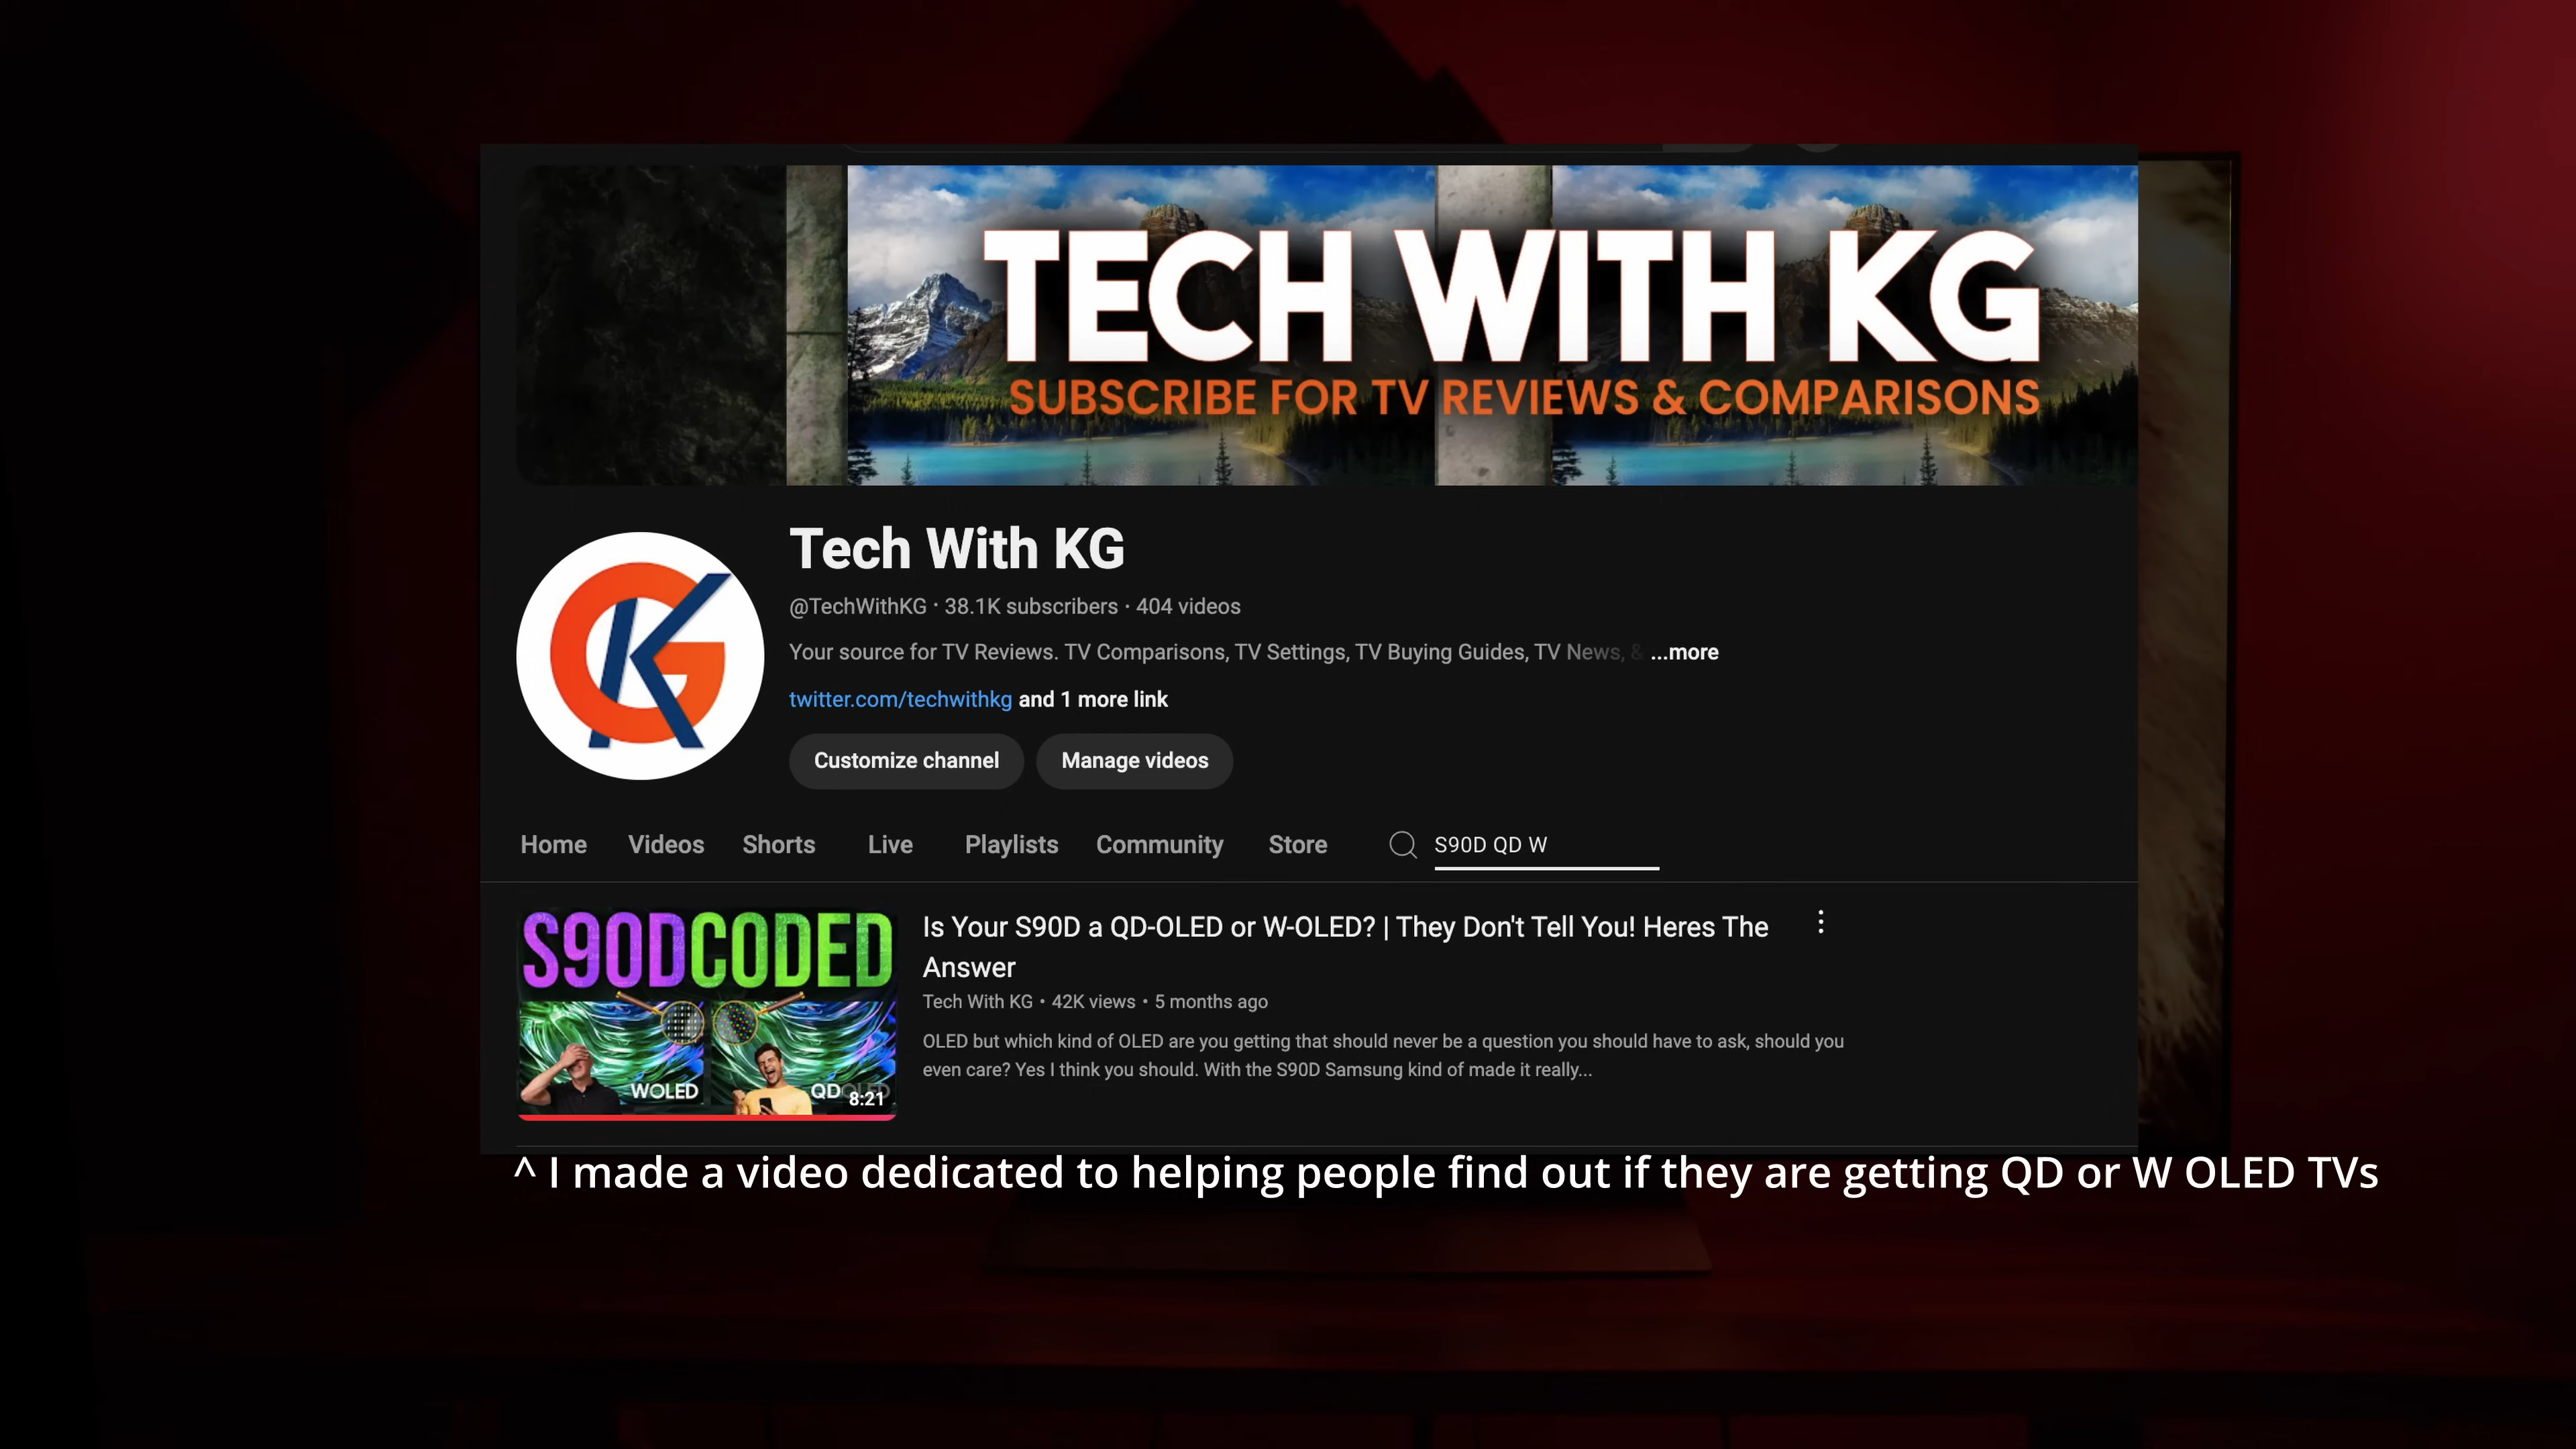 TECH WITH KG
SUBSCRIBE FOR TV REVIEWS & COMPARISONS
Tech With KG
@TechWithKG · 38.1K subscribers · 404 videos
Your source for TV Reviews. TV Comparisons, TV Settings, TV Buying Guides, TV News, & ...more
twitter.com/techwithkg and 1 more link
Customize channel Manage videos
Home Videos Shorts Live Playlists Community Store S90D QD W
S90DCODED
WOLED QDOLED
8:21
Is Your S90D a QD-OLED or W-OLED? | They Don't Tell You! Heres The
Answer
Tech With KG • 42K views • 5 months ago
OLED but which kind of OLED are you getting that should never be a question you should have to ask, should you
even care? Yes I think you should. With the S90D Samsung kind of made it really...
^ I made a video dedicated to helping people find out if they are getting QD or W OLED TVs